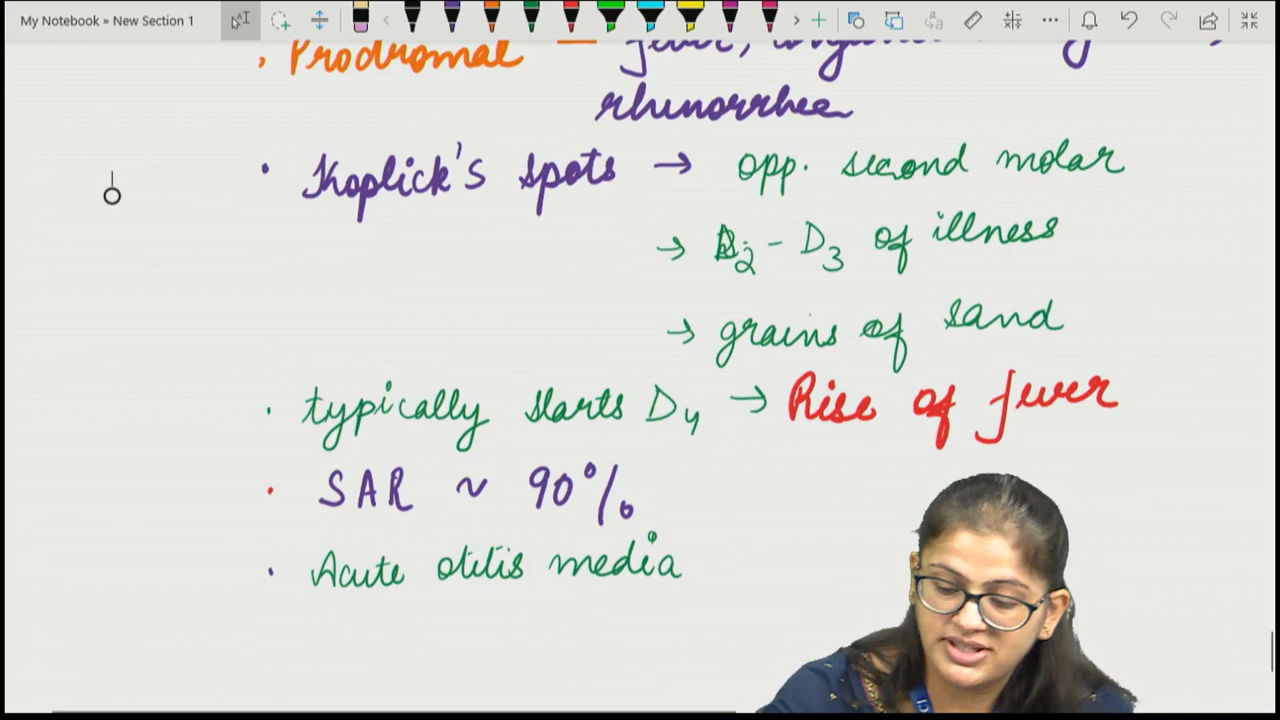 My Notebook » New Section 1
• Prodromal – fever,
rhinorrhea
• Koplick's spots → opp. second molar
→ D2 - D3 of illness
→ grains of sand
• typically starts D4 → Rise of fever
• SAR ~ 90%
• Acute otitis media